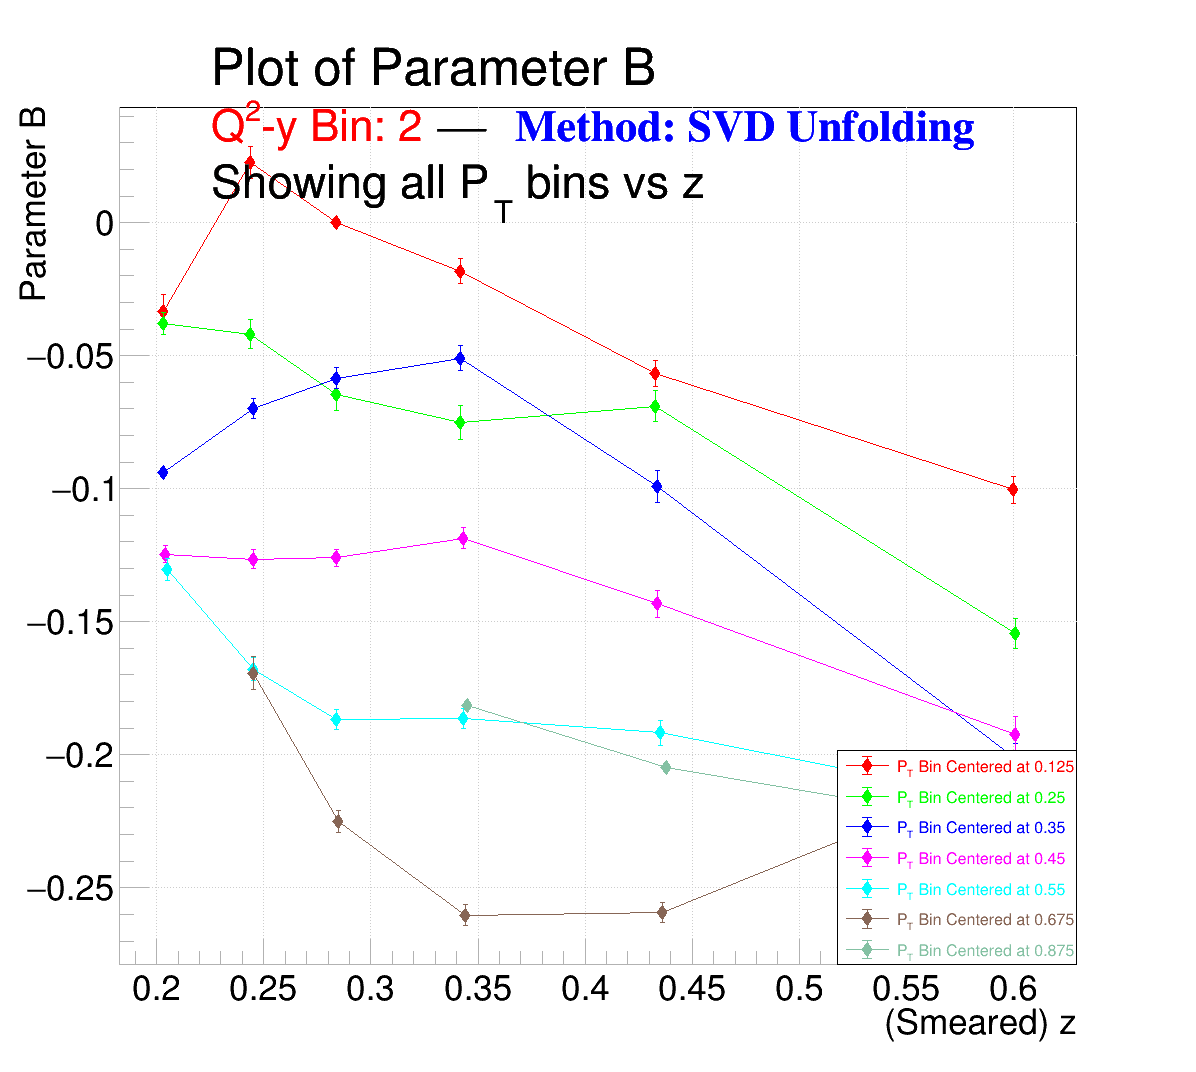 Plot of Parameter B
Q²-y Bin: 2 — Method: SVD Unfolding
Showing all P_T bins vs z
Parameter B
0
−0.05
−0.1
−0.15
−0.2
−0.25
P_T Bin Centered at 0.125
P_T Bin Centered at 0.25
P_T Bin Centered at 0.35
P_T Bin Centered at 0.45
P_T Bin Centered at 0.55
P_T Bin Centered at 0.675
P_T Bin Centered at 0.875
0.2 0.25 0.3 0.35 0.4 0.45 0.5 0.55 0.6
(Smeared) z